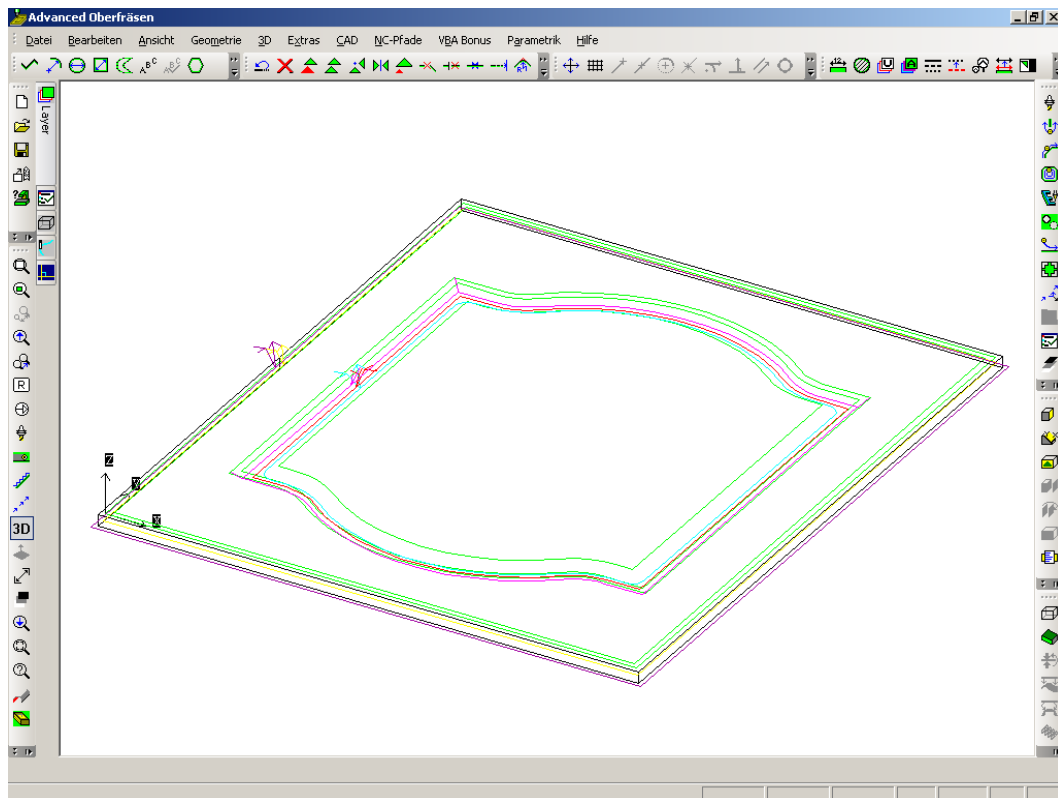 Advanced Oberfräsen
Datei Bearbeiten Ansicht Geometrie 3D Extras CAD NC-Pfade VBA Bonus Parametrik Hilfe
Layer
R
3D
Z
Y
X